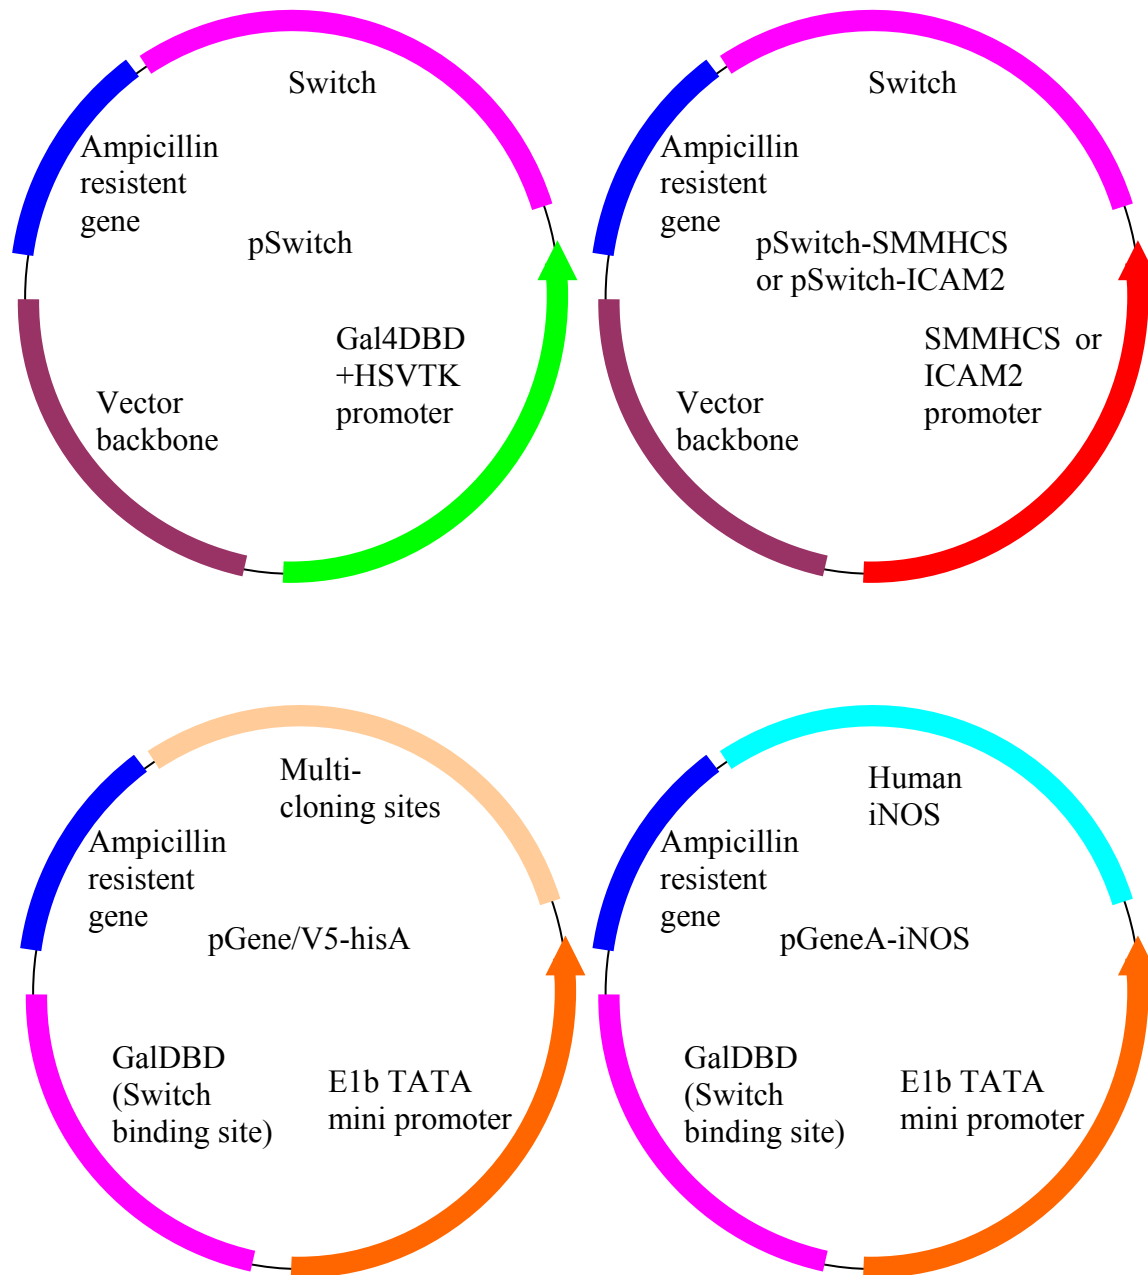 Switch
Ampicillin
resistent
gene
pSwitch
Gal4DBD
+HSVTK
promoter
Vector
backbone
Switch
Ampicillin
resistent
gene
pSwitch-SMMHCS
or pSwitch-ICAM2
SMMHCS or
ICAM2
promoter
Vector
backbone
Multi-
cloning sites
Ampicillin
resistent
gene
pGene/V5-hisA
GalDBD
(Switch
binding site)
E1b TATA
mini promoter
Human
iNOS
Ampicillin
resistent
gene
pGeneA-iNOS
GalDBD
(Switch
binding site)
E1b TATA
mini promoter